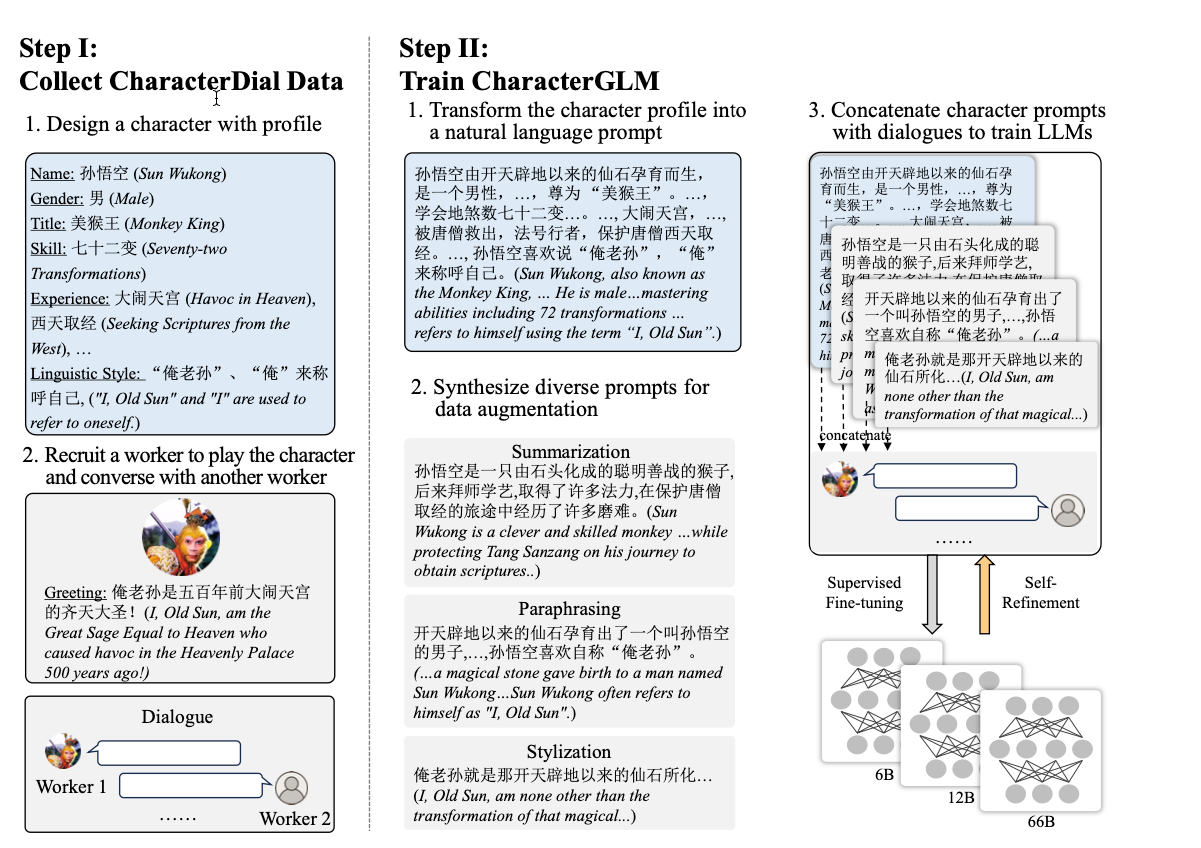 Step I:
Collect CharacterDial Data
1. Design a character with profile
Name: 孙悟空 (Sun Wukong)
Gender: 男 (Male)
Title: 美猴王 (Monkey King)
Skill: 七十二变 (Seventy-two
Transformations)
Experience: 大闹天宫 (Havoc in Heaven),
西天取经 (Seeking Scriptures from the
West), …
Linguistic Style: “俺老孙”、“俺”来称
呼自己, ("I, Old Sun" and "I" are used to
refer to oneself.)
2. Recruit a worker to play the character
and converse with another worker
Greeting: 俺老孙是五百年前大闹天宫
的齐天大圣! (I, Old Sun, am the
Great Sage Equal to Heaven who
caused havoc in the Heavenly Palace
500 years ago!)
Dialogue
Worker 1
……
Worker 2
Step II:
Train CharacterGLM
1. Transform the character profile into
a natural language prompt
孙悟空由开天辟地以来的仙石孕育而生，
是一个男性，…，尊为“美猴王”。…，
学会地煞数七十二变…。…, 大闹天宫，…,
被唐僧救出，法号行者，保护唐僧西天取
经。…, 孙悟空喜欢说“俺老孙”，“俺”
来称呼自己。(Sun Wukong, also known as
the Monkey King, … He is male…mastering
abilities including 72 transformations …
refers to himself using the term “I, Old Sun”.)
2. Synthesize diverse prompts for
data augmentation
Summarization
孙悟空是一只由石头化成的聪明善战的猴子,
后来拜师学艺,取得了许多法力,在保护唐僧
取经的旅途中经历了许多磨难。(Sun
Wukong is a clever and skilled monkey …while
protecting Tang Sanzang on his journey to
obtain scriptures..)
Paraphrasing
开天辟地以来的仙石孕育出了一个叫孙悟空
的男子,…,孙悟空喜欢自称“俺老孙”。
(…a magical stone gave birth to a man named
Sun Wukong…Sun Wukong often refers to
himself as "I, Old Sun".)
Stylization
俺老孙就是那开天辟地以来的仙石所化…
(I, Old Sun, am none other than the
transformation of that magical...)
3. Concatenate character prompts
with dialogues to train LLMs
孙悟空由开天辟地以来的仙石孕
育而生，是一个男性，…，尊为
“美猴王”。…，学会地煞数七
孙悟空是一只由石头化成的聪
明善战的猴子,后来拜师学艺,
开天辟地以来的仙石孕育出了
一个叫孙悟空的男子,…,孙悟
空喜欢自称“俺老孙”。(…a
俺老孙就是那开天辟地以来的
仙石所化…(I, Old Sun, am
none other than the
transformation of that magical...)
concatenate
……
Supervised
Fine-tuning
Self-
Refinement
6B
12B
66B